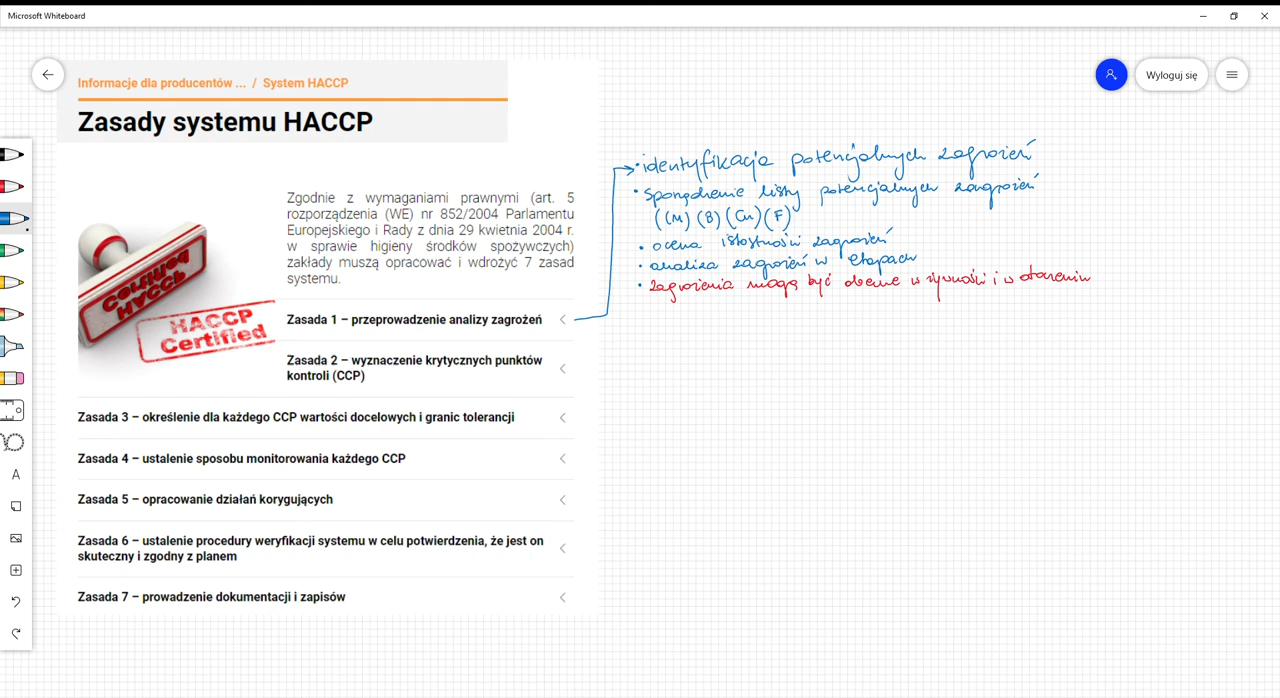 Microsoft Whiteboard
Informacje dla producentów ... / System HACCP
Wyloguj się
Zasady systemu HACCP
Zgodnie z wymaganiami prawnymi (art. 5
rozporządzenia (WE) nr 852/2004 Parlamentu
Europejskiego i Rady z dnia 29 kwietnia 2004 r.
w sprawie higieny środków spożywczych)
zakłady muszą opracować i wdrożyć 7 zasad
systemu.
Certified
HACCP
HACCP
Certified
Zasada 1 – przeprowadzenie analizy zagrożeń
Zasada 2 – wyznaczenie krytycznych punktów
kontroli (CCP)
Zasada 3 – określenie dla każdego CCP wartości docelowych i granic tolerancji
Zasada 4 – ustalenie sposobu monitorowania każdego CCP
Zasada 5 – opracowanie działań korygujących
Zasada 6 – ustalenie procedury weryfikacji systemu w celu potwierdzenia, że jest on
skuteczny i zgodny z planem
Zasada 7 – prowadzenie dokumentacji i zapisów
• identyfikacja potencjalnych zagrożeń
• sporządzenie listy potencjalnych zagrożeń
((M) (B) (Ch) (F)
• ocena istotności zagrożeń
• analiza zagrożeń w etapach
• zagrożenia mogą być obecne w żywności i w otoczeniu
A